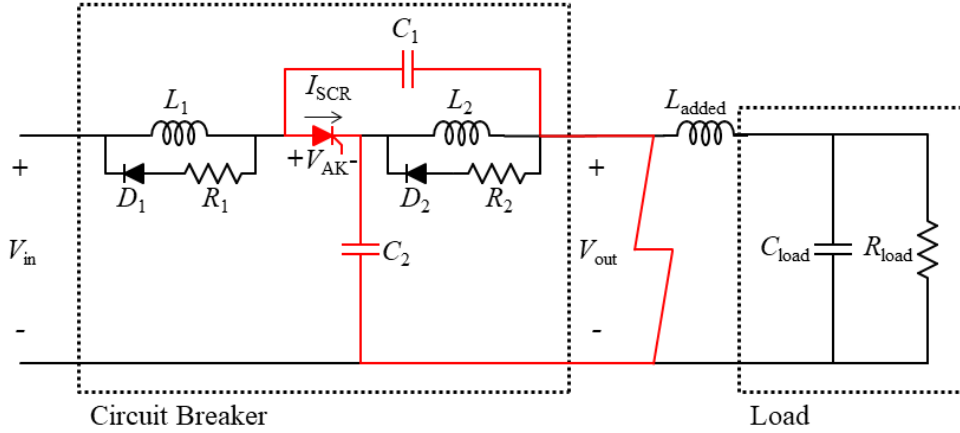 C1
ISCR
L1
L2
Ladded
+
+VAK-
+
D1
R1
D2
R2
Vin
C2
Vout
Cload
Rload
-
-
Circuit Breaker
Load